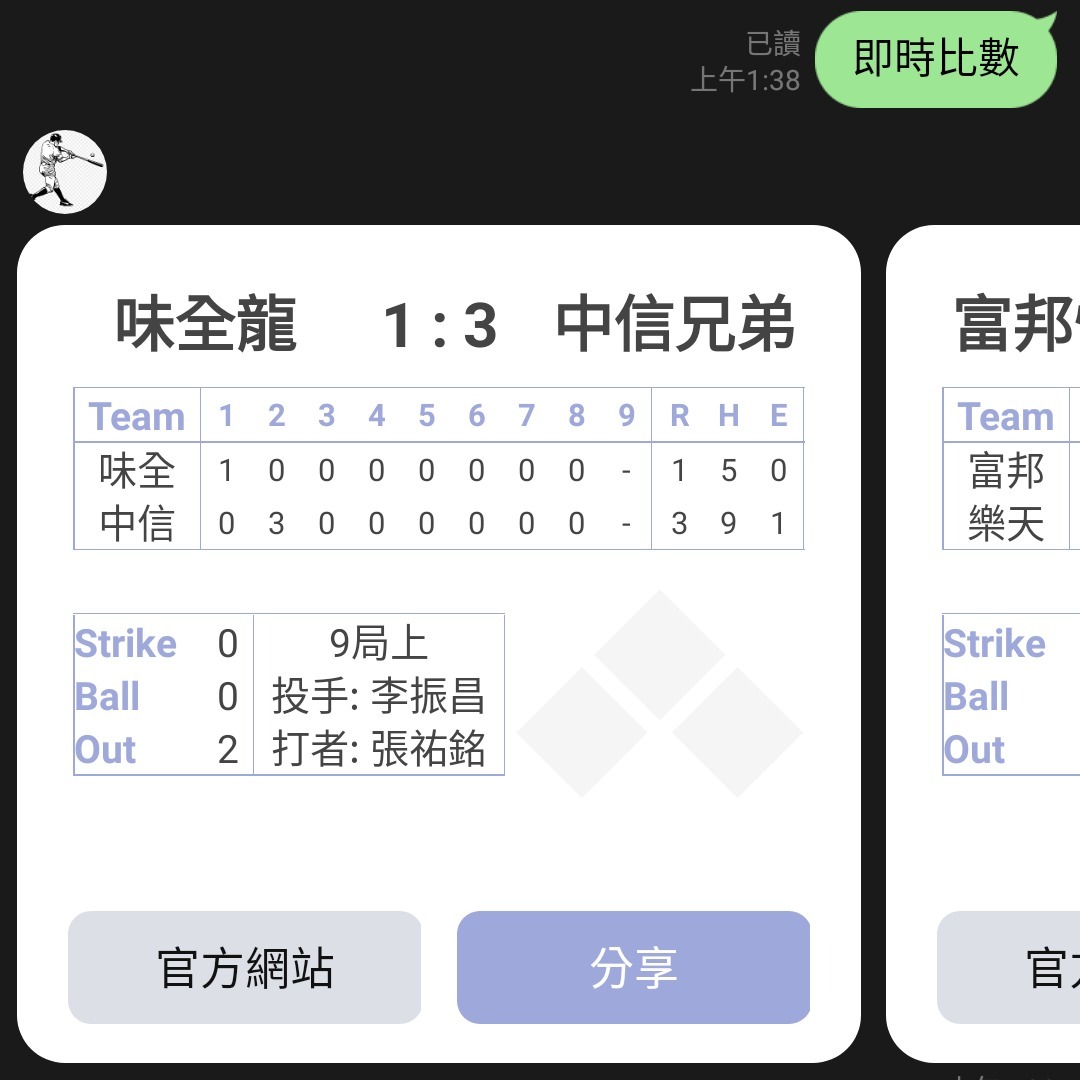 已讀
上午1:38
即時比數
味全龍 1 : 3 中信兄弟
Team 1 2 3 4 5 6 7 8 9 R H E
味全 1 0 0 0 0 0 0 0 - 1 5 0
中信 0 3 0 0 0 0 0 0 - 3 9 1
Strike 0 9局上
Ball 0 投手: 李振昌
Out 2 打者: 張祐銘
官方網站
分享
富邦
Team
富邦
樂天
Strike
Ball
Out
官